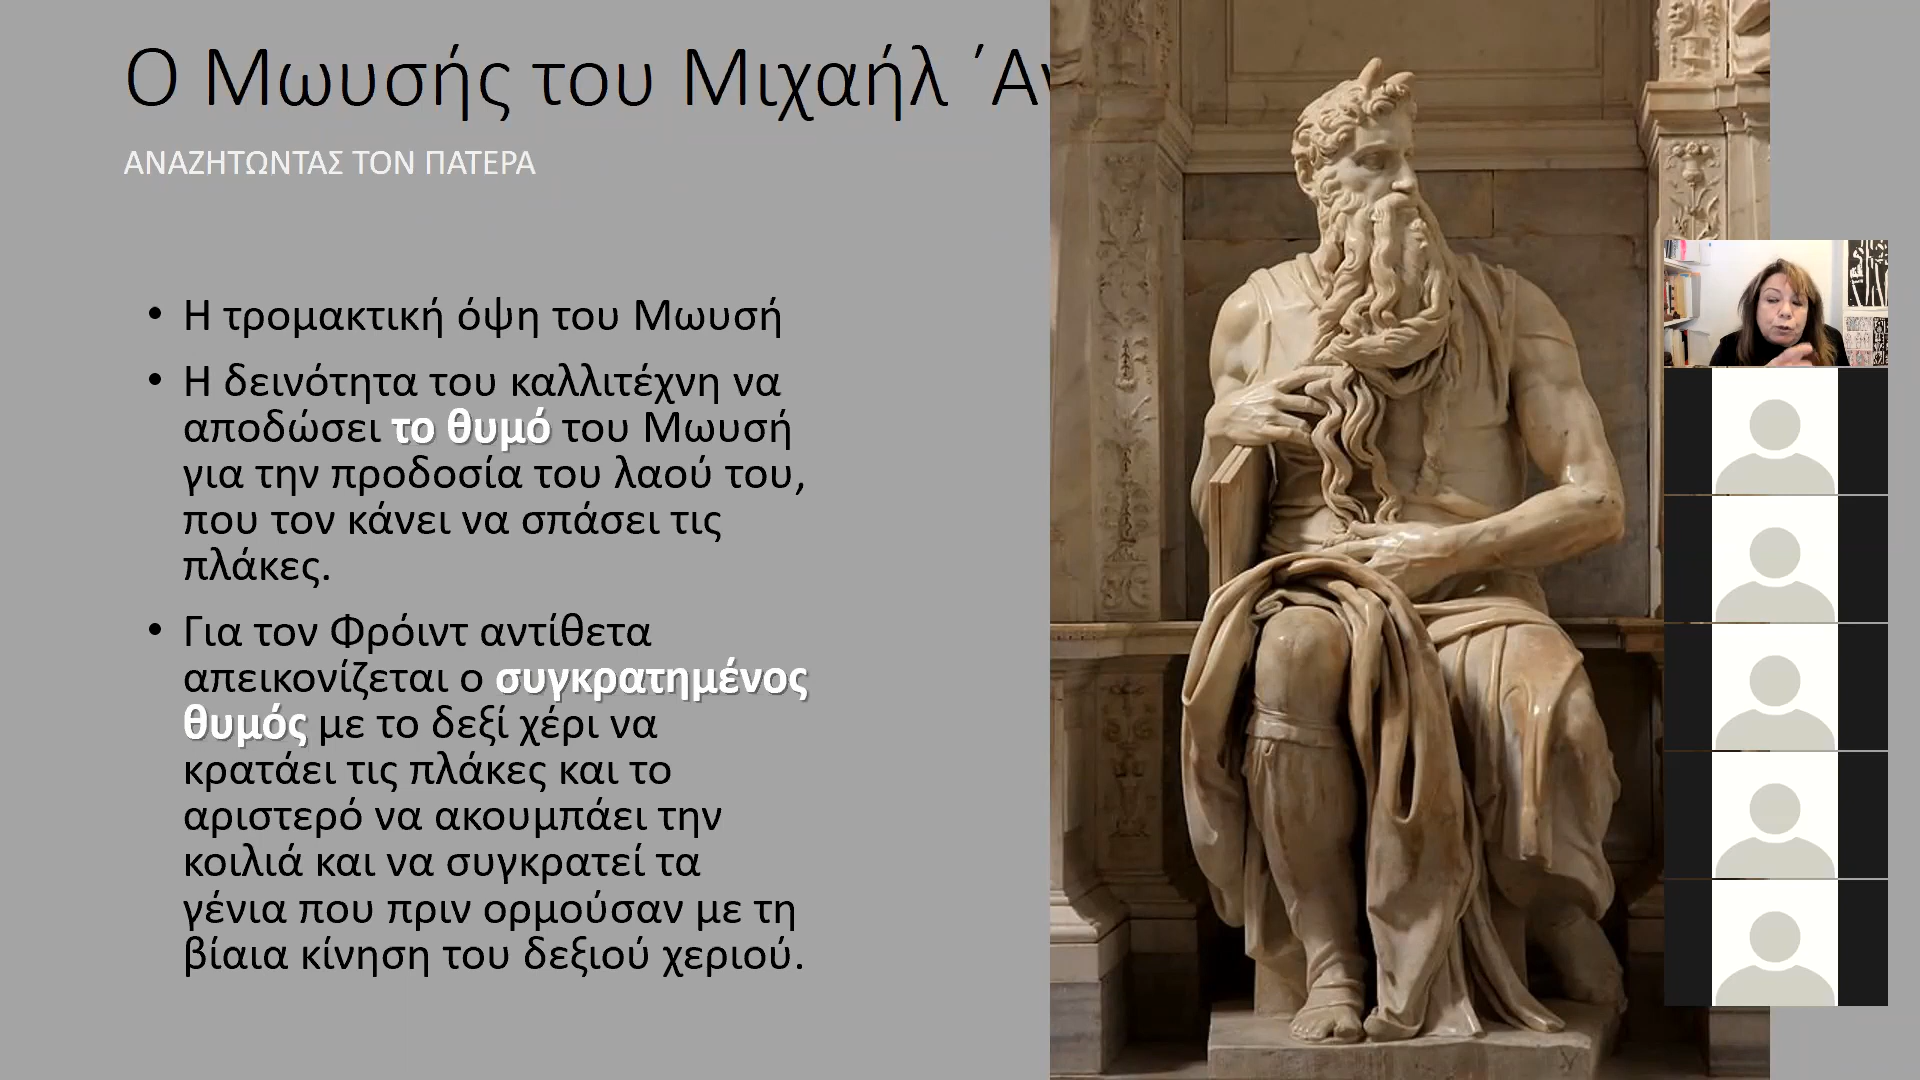 Ο Μωυσής του Μιχαήλ ΄Αν
ΑΝΑΖΗΤΩΝΤΑΣ ΤΟΝ ΠΑΤΕΡΑ
• Η τρομακτική όψη του Μωυσή
• Η δεινότητα του καλλιτέχνη να
αποδώσει το θυμό του Μωυσή
για την προδοσία του λαού του,
που τον κάνει να σπάσει τις
πλάκες.
• Για τον Φρόιντ αντίθετα
απεικονίζεται ο συγκρατημένος
θυμός με το δεξί χέρι να
κρατάει τις πλάκες και το
αριστερό να ακουμπάει την
κοιλιά και να συγκρατεί τα
γένια που πριν ορμούσαν με τη
βίαια κίνηση του δεξιού χεριού.